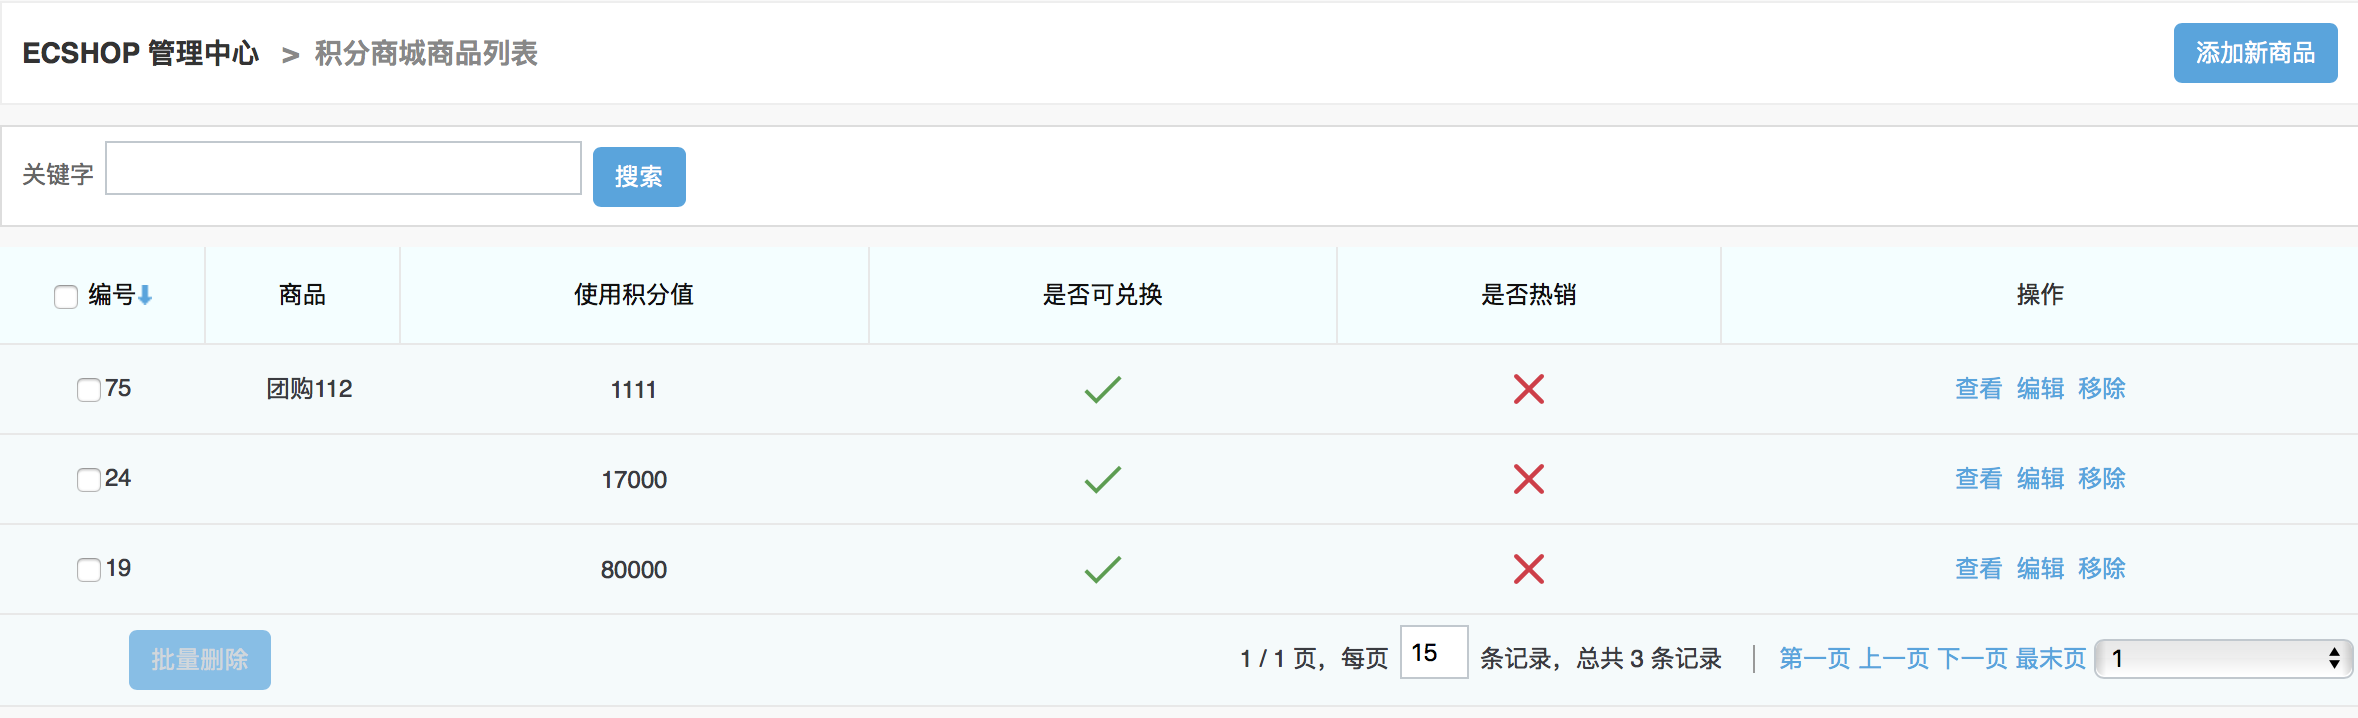 ECSHOP 管理中心 > 积分商城商品列表 添加新商品
关键字 搜索
编号 商品 使用积分值 是否可兑换 是否热销 操作
75 团购112 1111 查看 编辑 移除
24 17000 查看 编辑 移除
19 80000 查看 编辑 移除
批量删除 1 / 1 页，每页 15 条记录，总共 3 条记录 | 第一页 上一页 下一页 最末页 1